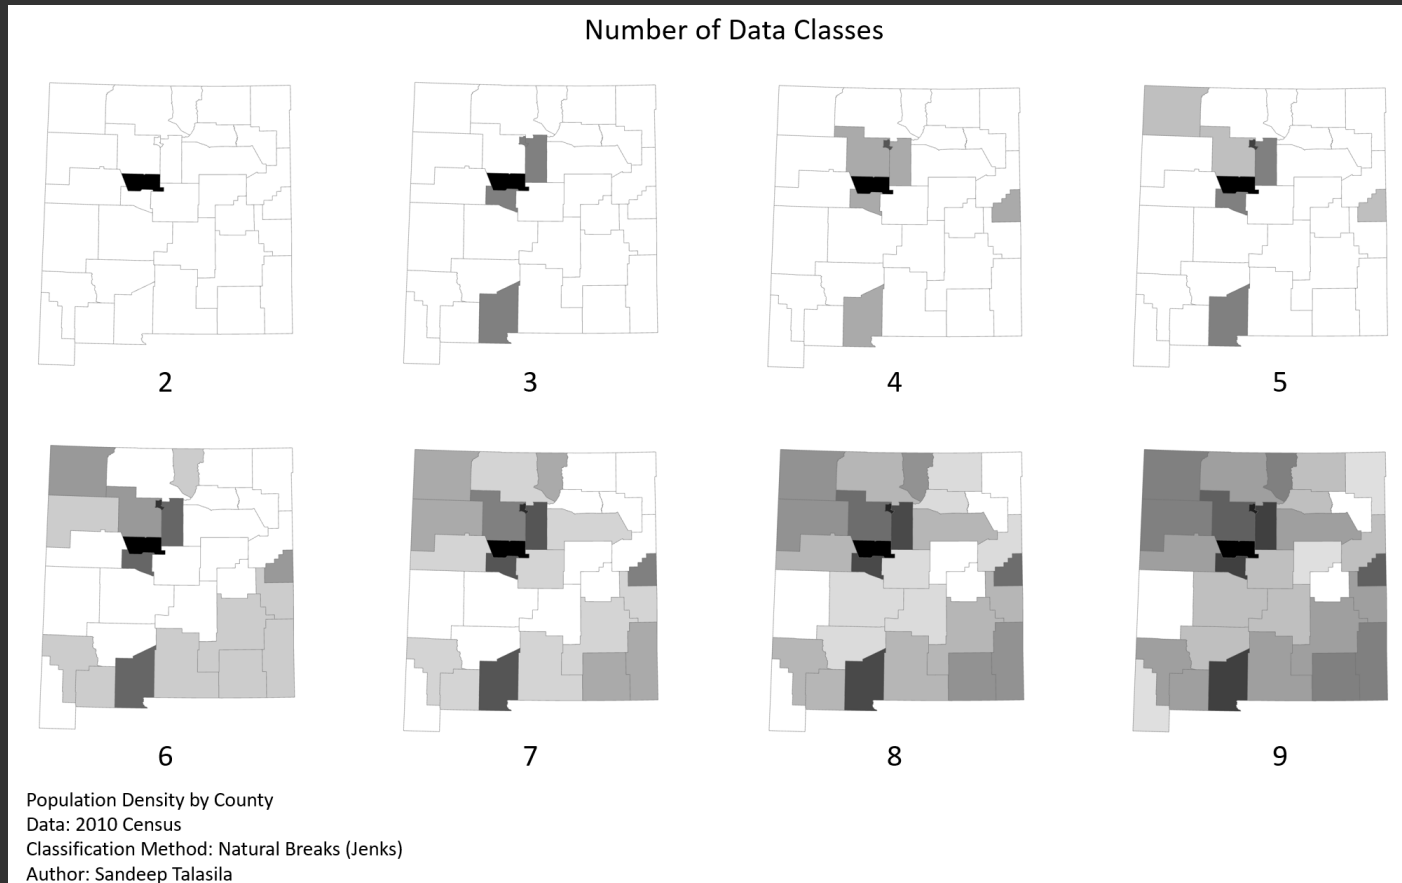 Number of Data Classes
2
3
4
5
6
7
8
9
Population Density by County
Data: 2010 Census
Classification Method: Natural Breaks (Jenks)
Author: Sandeep Talasila